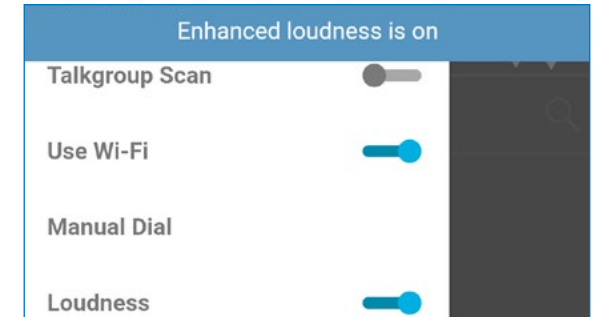 Enhanced loudness is on
Talkgroup Scan
Use Wi-Fi
Manual Dial
Loudness